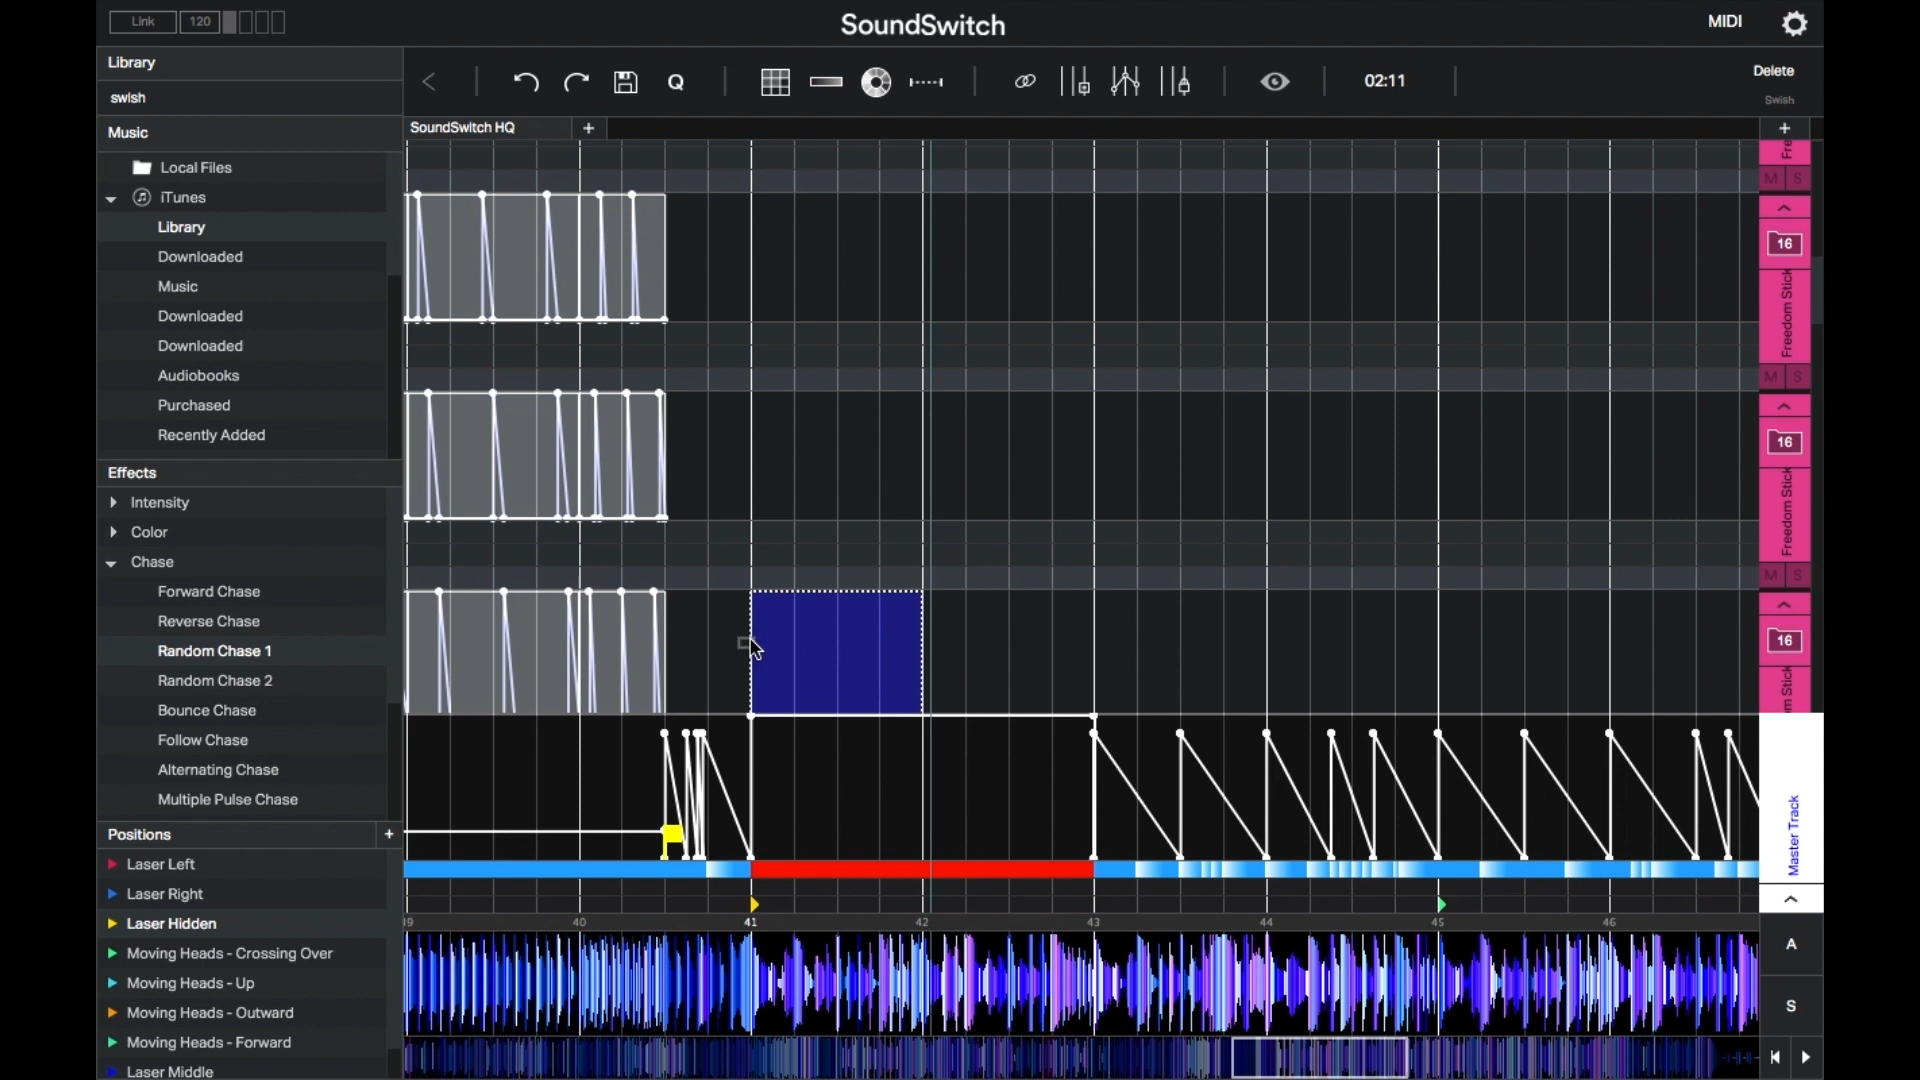 Link 120 SoundSwitch MIDI
Library
swish
Music
Local Files
iTunes
Library
Downloaded
Music
Downloaded
Downloaded
Audiobooks
Purchased
Recently Added
Effects
Intensity
Color
Chase
Forward Chase
Reverse Chase
Random Chase 1
Random Chase 2
Bounce Chase
Follow Chase
Alternating Chase
Multiple Pulse Chase
Positions +
Laser Left
Laser Right
Laser Hidden
Moving Heads - Crossing Over
Moving Heads - Up
Moving Heads - Outward
Moving Heads - Forward
Laser Middle
Q 02:11 Delete
Swish
SoundSwitch HQ + +
Fre
M S
16
Freedom Stick
M S
16
Freedom Stick
M S
16
m Stick
Master Track
40 41 42 43 44 45 46
A
S